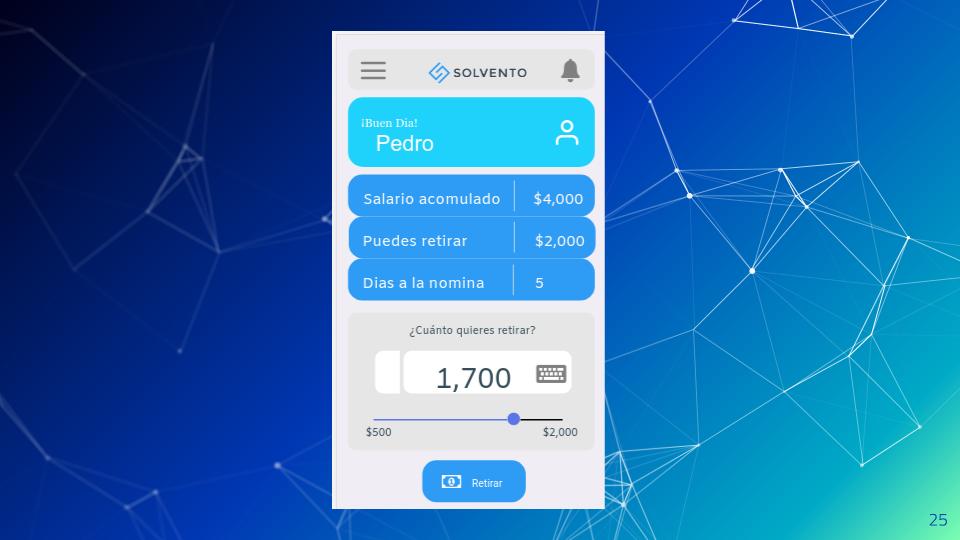 SOLVENTO
¡Buen Dia!
Pedro
Salario acomulado $4,000
Puedes retirar $2,000
Dias a la nomina 5
¿Cuánto quieres retirar?
1,700
$500 $2,000
Retirar
25